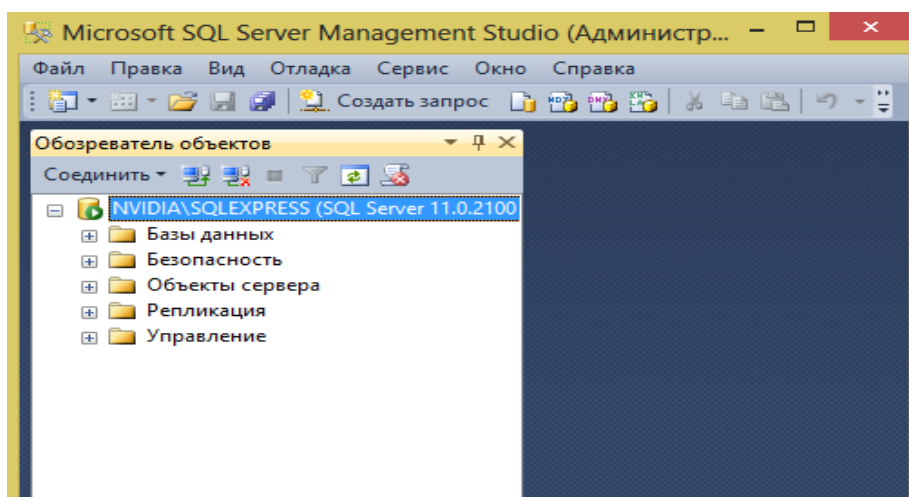 Microsoft SQL Server Management Studio (Администр...
Файл Правка Вид Отладка Сервис Окно Справка
Создать запрос
Обозреватель объектов
Соединить
NVIDIA\SQLEXPRESS (SQL Server 11.0.2100
Базы данных
Безопасность
Объекты сервера
Репликация
Управление